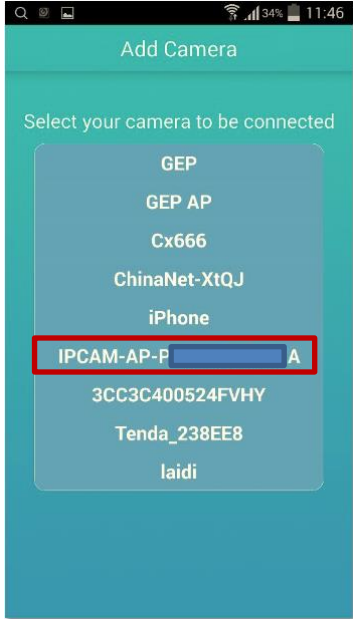 34% 11:46
Add Camera
Select your camera to be connected
GEP
GEP AP
Cx666
ChinaNet-XtQJ
iPhone
IPCAM-AP-P A
3CC3C400524FVHY
Tenda_238EE8
laidi